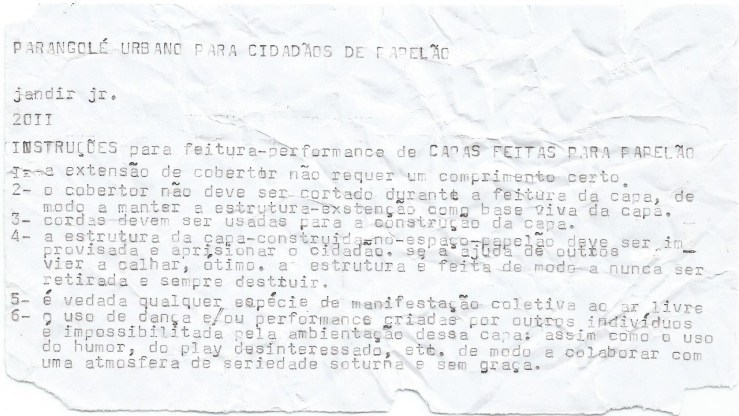 PARANGOLÉ URBANO PARA CIDADÃOS DE PAPELÃO
jandir jr.
20II
INSTRUÇÕES para feitura-performance de CAPAS FEITAS PARA PAPELÃO
1- a extensão de cobertor não requer um comprimento certo.
2- o cobertor não deve ser cortado durante a feitura da capa, de
modo a manter a estrutura-extenção como base viva da capa.
3- cordas devem ser usadas para a construção da capa.
4- a estrutura da capa-construida-no-espaço-papelão deve ser im_
provisada e aprisionar o cidadão. se a ajuda de outros
vier a calhar, ótimo. a estrutura é feita de modo a nunca ser
retirada e sempre destruir.
5- é vedada qualquer espécie de manifestação coletiva ao ar livre
6- o uso de dança e/ou performance criadas por outros indivíduos
é impossibilitada pela ambientação dessa capa: assim como o uso
do humor, do play desinteressado, etc. de modo a colaborar com
uma atmosfera de seriedade soturna e sem graça.